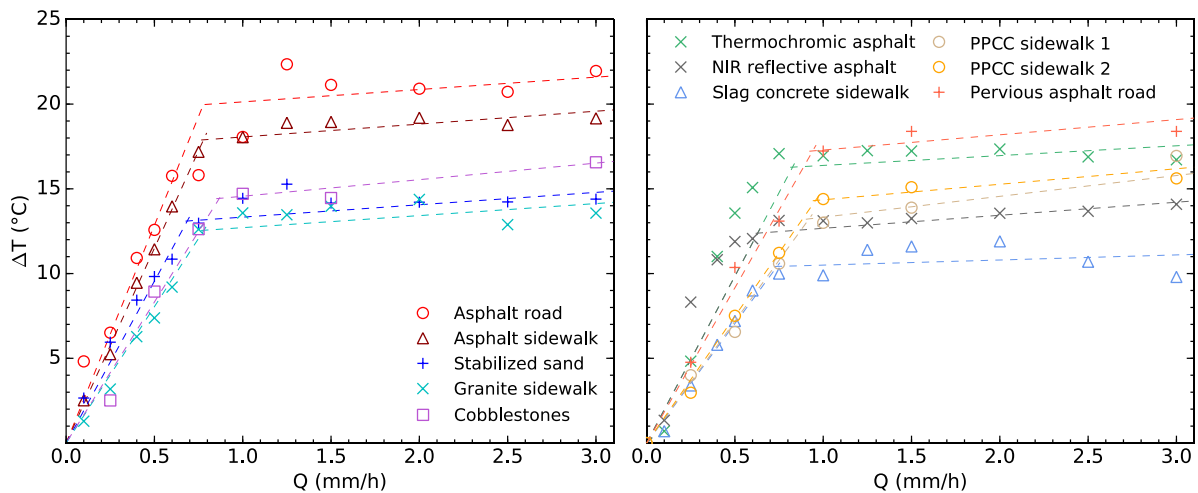 25
20
15
10
5
ΔT (°C)
0.0 0.5 1.0 1.5 2.0 2.5 3.0
Q (mm/h)
Asphalt road
Asphalt sidewalk
Stabilized sand
Granite sidewalk
Cobblestones
Thermochromic asphalt
NIR reflective asphalt
Slag concrete sidewalk
PPCC sidewalk 1
PPCC sidewalk 2
Pervious asphalt road
0.0 0.5 1.0 1.5 2.0 2.5 3.0
Q (mm/h)